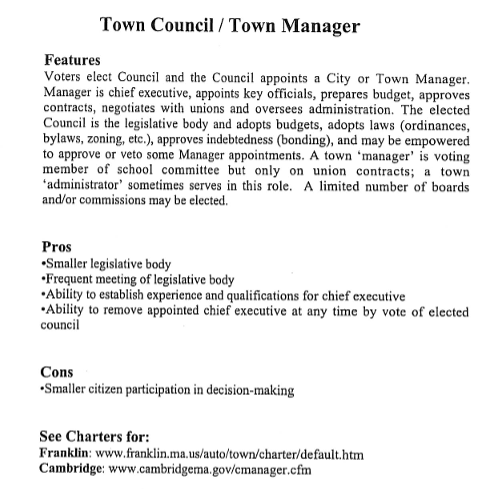 Town Council / Town Manager
Features
Voters elect Council and the Council appoints a City or Town Manager.
Manager is chief executive, appoints key officials, prepares budget, approves
contracts, negotiates with unions and oversees administration. The elected
Council is the legislative body and adopts budgets, adopts laws (ordinances,
bylaws, zoning, etc.), approves indebtedness (bonding), and may be empowered
to approve or veto some Manager appointments. A town 'manager' is voting
member of school committee but only on union contracts; a town
'administrator' sometimes serves in this role. A limited number of boards
and/or commissions may be elected.
Pros
•Smaller legislative body
•Frequent meeting of legislative body
•Ability to establish experience and qualifications for chief executive
•Ability to remove appointed chief executive at any time by vote of elected
council
Cons
•Smaller citizen participation in decision-making
See Charters for:
Franklin: www.franklin.ma.us/auto/town/charter/default.htm
Cambridge: www.cambridgema.gov/cmanager.cfm